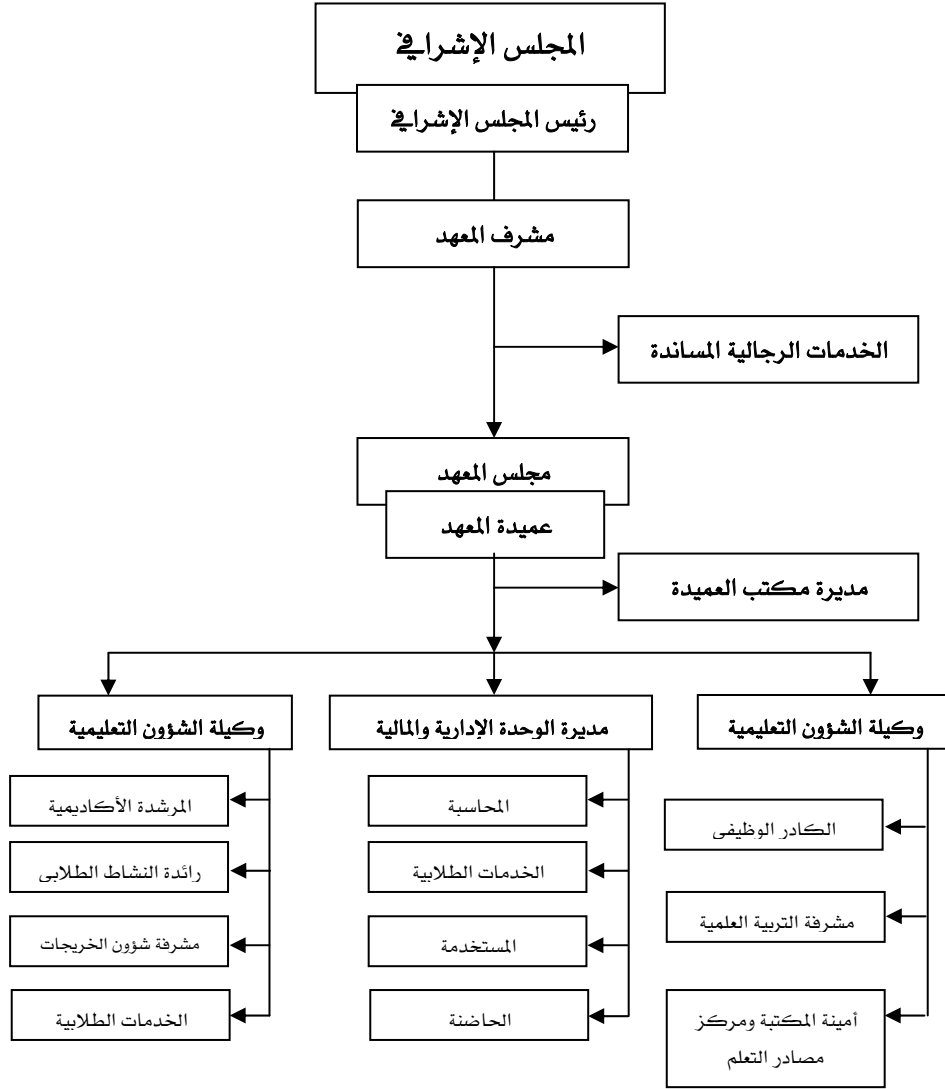 المجلس الإشرافي
رئيس المجلس الإشرافي
مشرف المعهد
الخدمات الرجالية المساندة
مجلس المعهد
عميدة المعهد
مديرة مكتب العميدة
وكيلة الشؤون التعليمية
الكادر الوظيفي
مشرفة التربية العلمية
أمينة المكتبة ومركز
مصادر التعلم
مديرة الوحدة الإدارية والمالية
المحاسبة
الخدمات الطلابية
المستخدمة
الحاضنة
وكيلة الشؤون التعليمية
المرشدة الأكاديمية
رائدة النشاط الطلابي
مشرفة شؤون الخريجات
الخدمات الطلابية